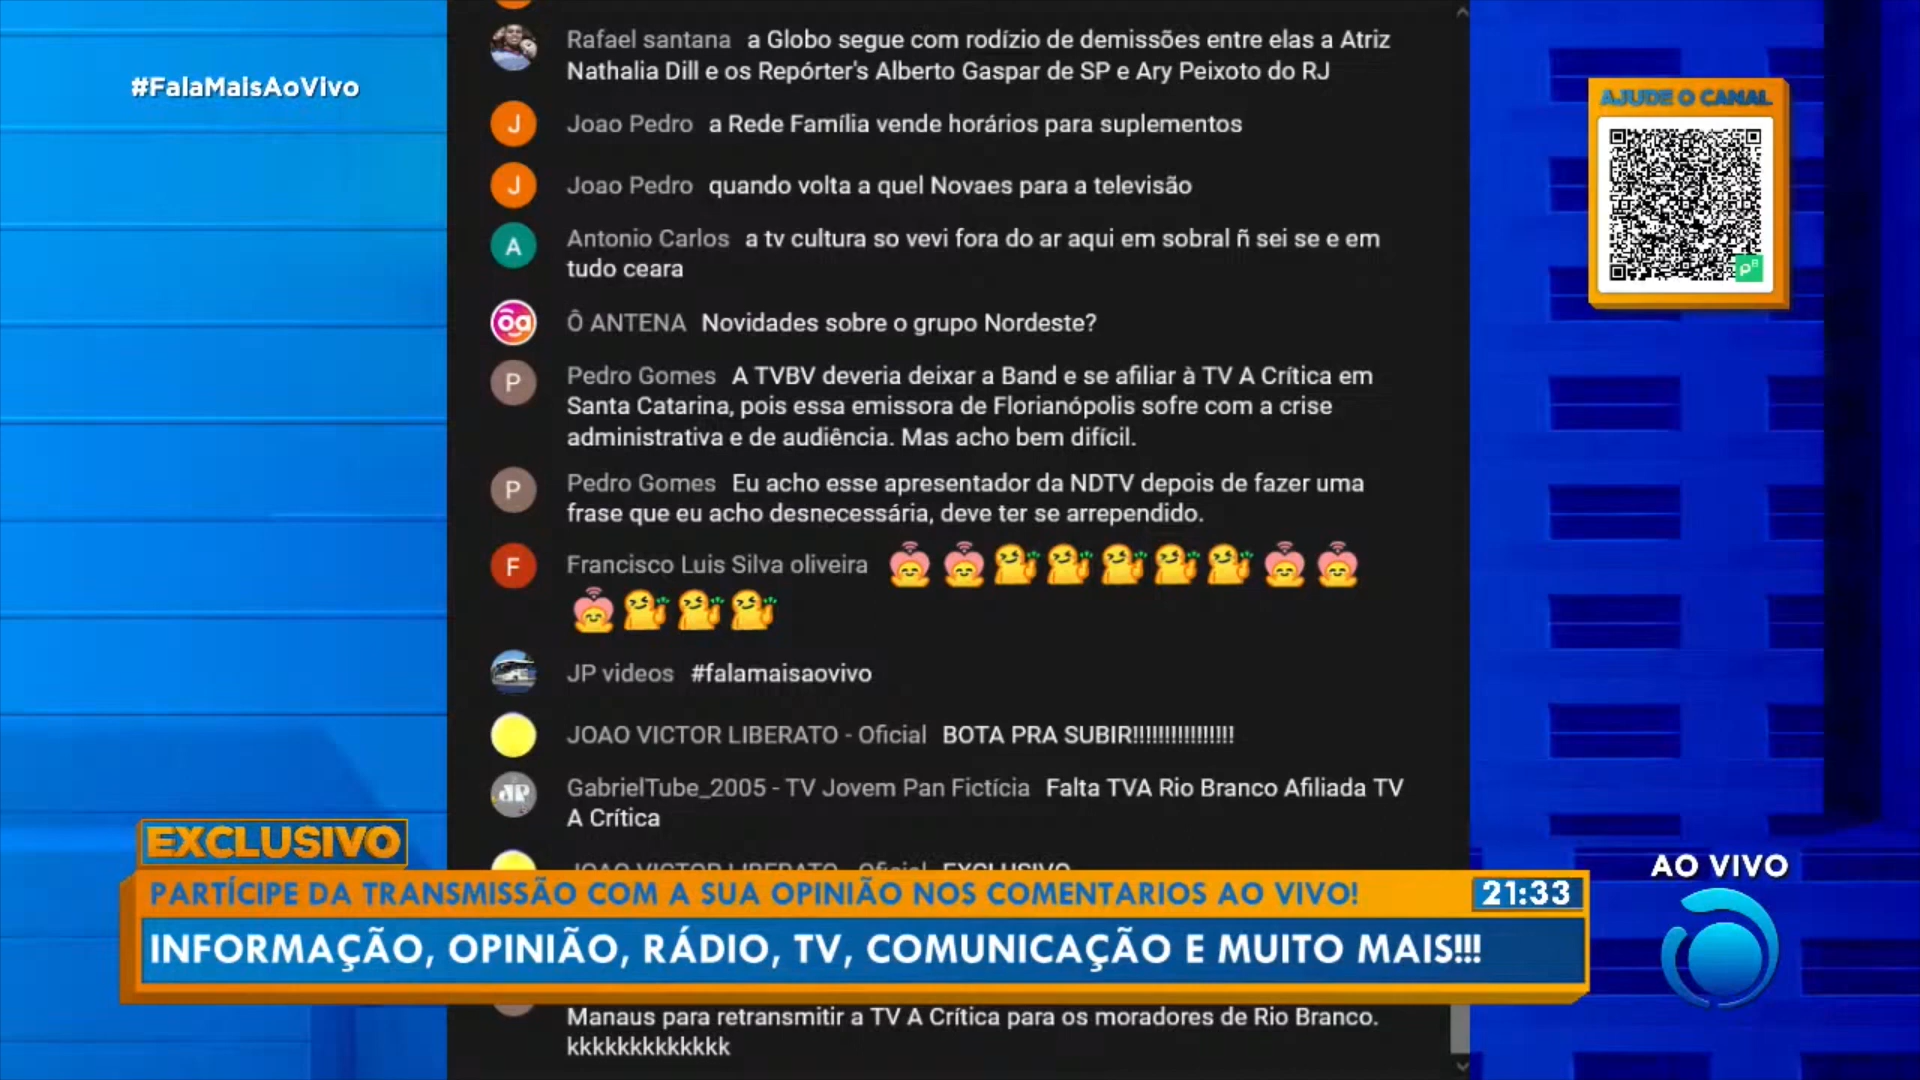 #FalaMaisAoVivo
Rafael santana a Globo segue com rodízio de demissões entre elas a Atriz
Nathalia Dill e os Repórter's Alberto Gaspar de SP e Ary Peixoto do RJ
AJUDE O CANAL
J Joao Pedro a Rede Família vende horários para suplementos
J Joao Pedro quando volta a quel Novaes para a televisão
A Antonio Carlos a tv cultura so vevi fora do ar aqui em sobral ñ sei se e em
tudo ceara
ôa Ô ANTENA Novidades sobre o grupo Nordeste?
P Pedro Gomes A TVBV deveria deixar a Band e se afiliar à TV A Crítica em
Santa Catarina, pois essa emissora de Florianópolis sofre com a crise
administrativa e de audiência. Mas acho bem difícil.
P Pedro Gomes Eu acho esse apresentador da NDTV depois de fazer uma
frase que eu acho desnecessária, deve ter se arrependido.
F Francisco Luis Silva oliveira
JP videos #falamaisaovivo
JOAO VICTOR LIBERATO - Oficial BOTA PRA SUBIR!!!!!!!!!!!!!!!!
JP GabrielTube_2005 - TV Jovem Pan Fictícia Falta TVA Rio Branco Afiliada TV
A Crítica
JOAO VICTOR LIBERATO - Oficial EXCLUSIVO
EXCLUSIVO
PARTÍCIPE DA TRANSMISSÃO COM A SUA OPINIÃO NOS COMENTARIOS AO VIVO!
21:33
AO VIVO
INFORMAÇÃO, OPINIÃO, RÁDIO, TV, COMUNICAÇÃO E MUITO MAIS!!!
Manaus para retransmitir a TV A Crítica para os moradores de Rio Branco.
kkkkkkkkkkkkk